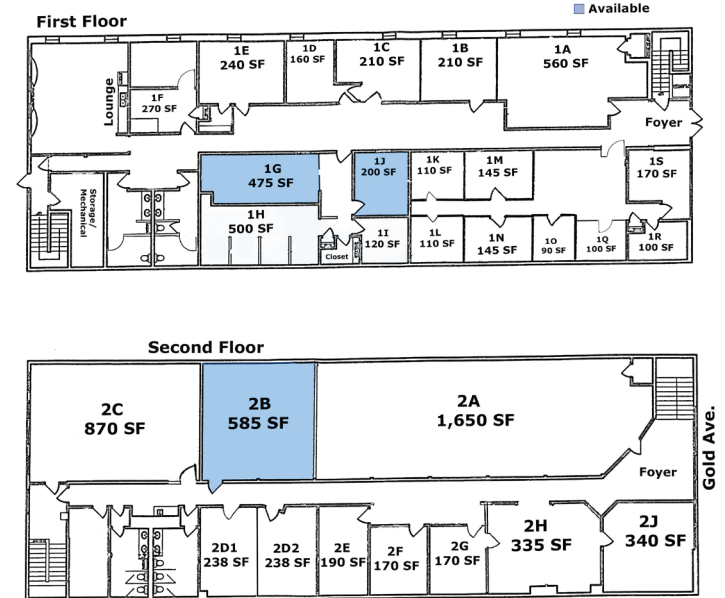 Available
First Floor
1E
240 SF
1D
160 SF
1C
210 SF
1B
210 SF
1A
560 SF
Lounge
1F
270 SF
Foyer
1G
475 SF
1J
200 SF
1K
110 SF
1M
145 SF
1S
170 SF
Storage/
Mechanical
1H
500 SF
1I
120 SF
1L
110 SF
1N
145 SF
1O
90 SF
1Q
100 SF
1R
100 SF
Closet
Second Floor
2C
870 SF
2B
585 SF
2A
1,650 SF
Foyer
Gold Ave.
2D1
238 SF
2D2
238 SF
2E
190 SF
2F
170 SF
2G
170 SF
2H
335 SF
2J
340 SF